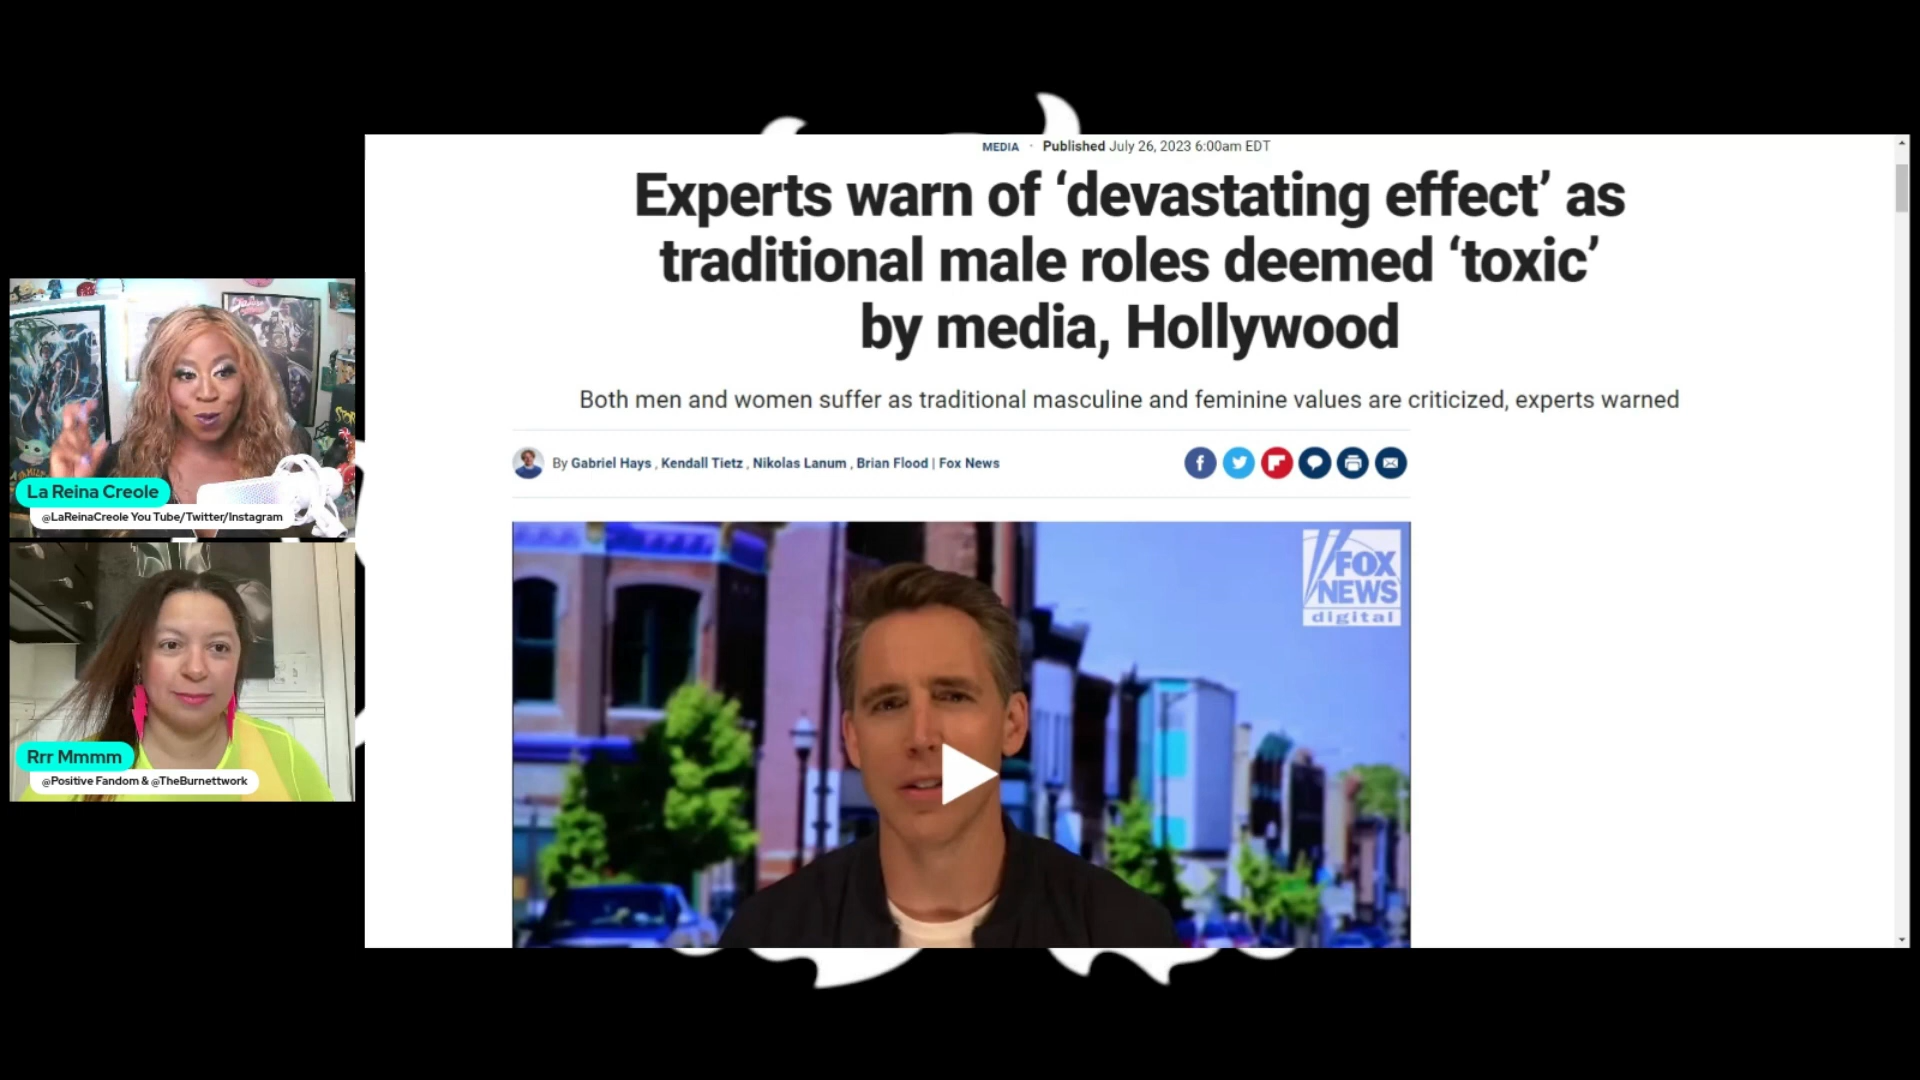 MEDIA · Published July 26, 2023 6:00am EDT
Experts warn of ‘devastating effect’ as
traditional male roles deemed ‘toxic’
by media, Hollywood
Both men and women suffer as traditional masculine and feminine values are criticized, experts warned
By Gabriel Hays , Kendall Tietz , Nikolas Lanum , Brian Flood | Fox News
FOX
NEWS
digital
La Reina Creole
@LaReinaCreole You Tube/Twitter/Instagram
Rrr Mmmm
@Positive Fandom & @TheBurnettwork